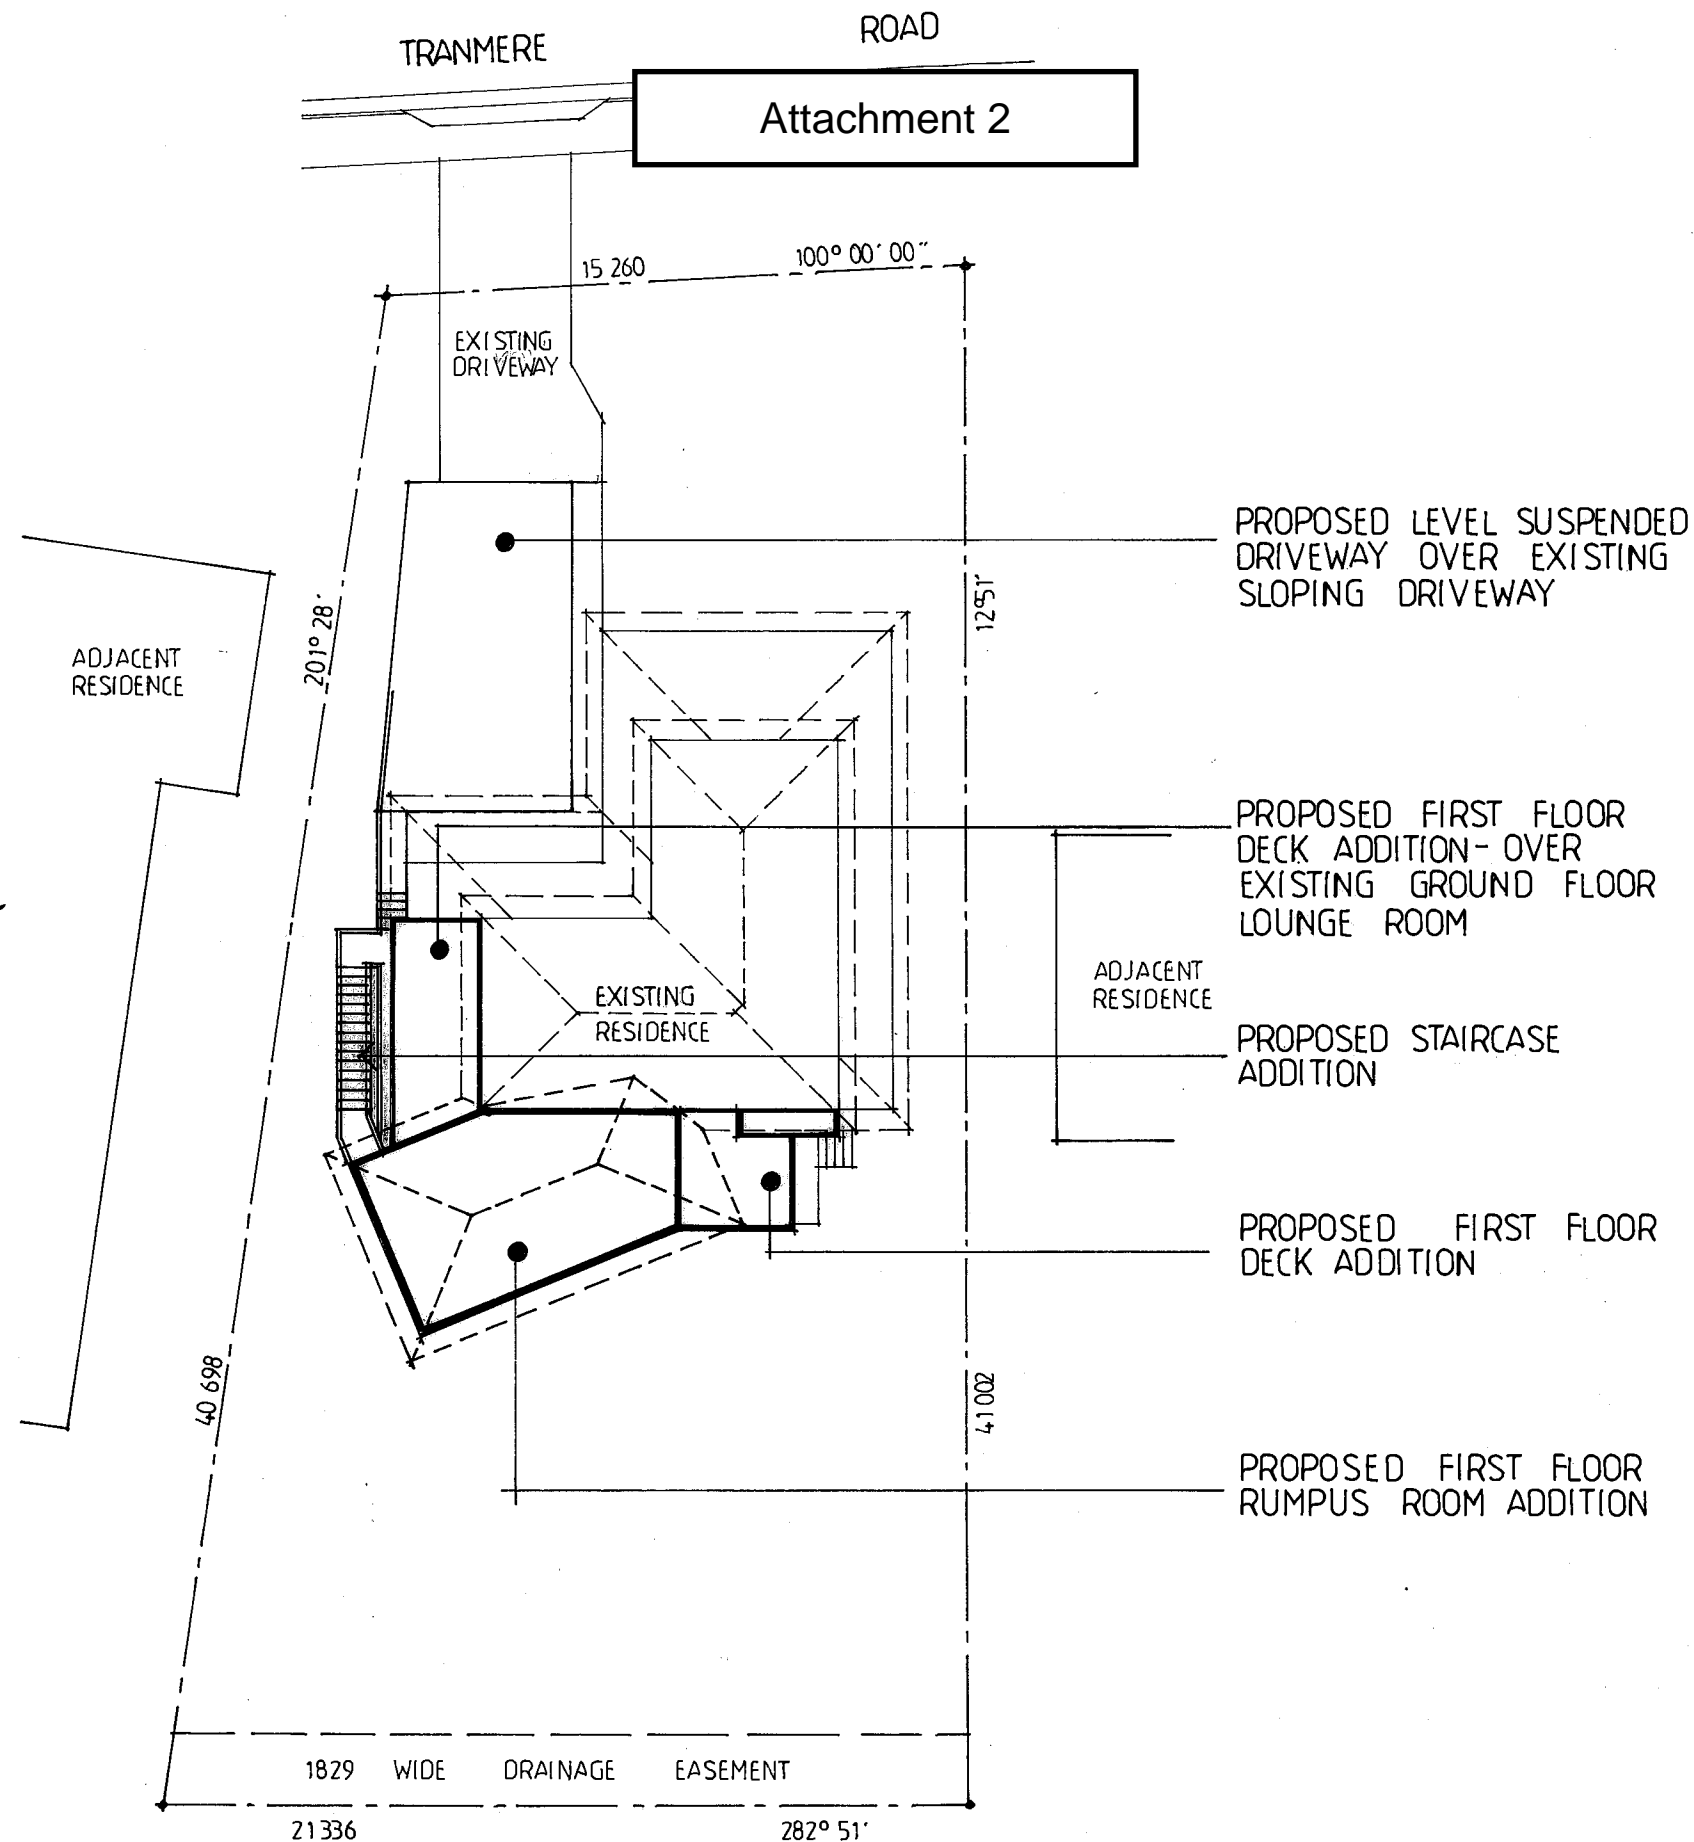 TRANMERE ROAD
Attachment 2
15 260 100° 00' 00"
EXISTING
DRIVEWAY
PROPOSED LEVEL SUSPENDED
DRIVEWAY OVER EXISTING
SLOPING DRIVEWAY
201° 28'
12°51'
ADJACENT
RESIDENCE
PROPOSED FIRST FLOOR
DECK ADDITION - OVER
EXISTING GROUND FLOOR
LOUNGE ROOM
ADJACENT
RESIDENCE
EXISTING
RESIDENCE
PROPOSED STAIRCASE
ADDITION
PROPOSED FIRST FLOOR
DECK ADDITION
40 698
41 002
PROPOSED FIRST FLOOR
RUMPUS ROOM ADDITION
1829 WIDE DRAINAGE EASEMENT
21 336 282° 51'